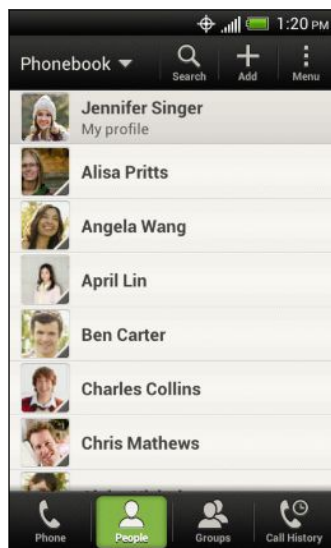 1:20 PM
Phonebook
Search
Add
Menu
Jennifer Singer
My profile
Alisa Pritts
Angela Wang
April Lin
Ben Carter
Charles Collins
Chris Mathews
Phone
People
Groups
Call History